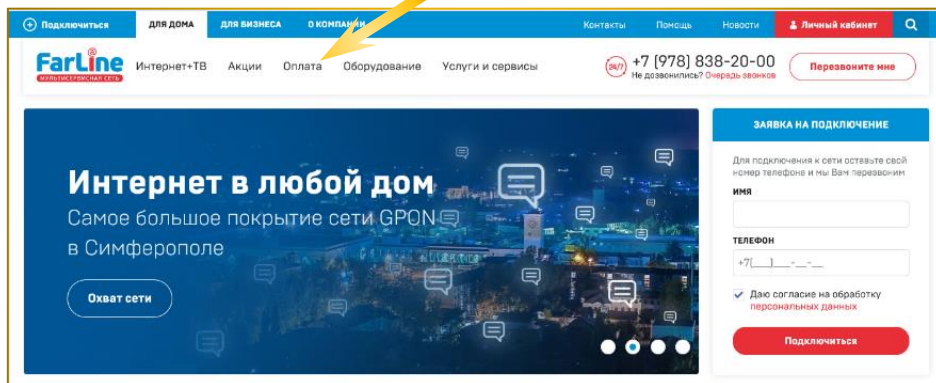 Подключиться ДЛЯ ДОМА ДЛЯ БИЗНЕСА О КОМПАНИИ Контакты Помощь Новости Личный кабинет
FarLine
МУЛЬТИСЕРВИСНАЯ СЕТЬ
Интернет+ТВ Акции Оплата Оборудование Услуги и сервисы
24/7
+7 (978) 838-20-00
Не дозвонились? Очередь звонков
Перезвоните мне
Интернет в любой дом
Самое большое покрытие сети GPON
в Симферополе
Охват сети
ЗАЯВКА НА ПОДКЛЮЧЕНИЕ
Для подключения к сети оставьте свой
номер телефона и мы Вам перезвоним
ИМЯ
ТЕЛЕФОН
+7(___)___-__-__
Даю согласие на обработку
персональных данных
Подключиться